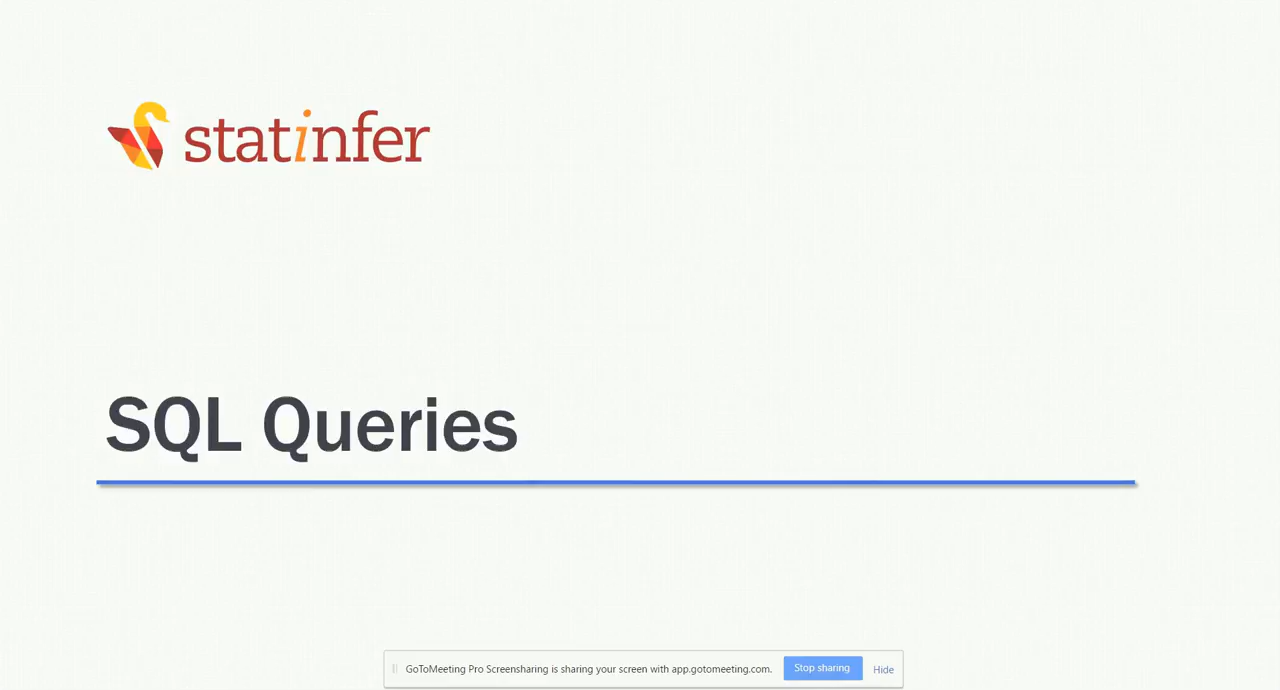 statinfer
SQL Queries
GoToMeeting Pro Screensharing is sharing your screen with app.gotomeeting.com. Stop sharing Hide